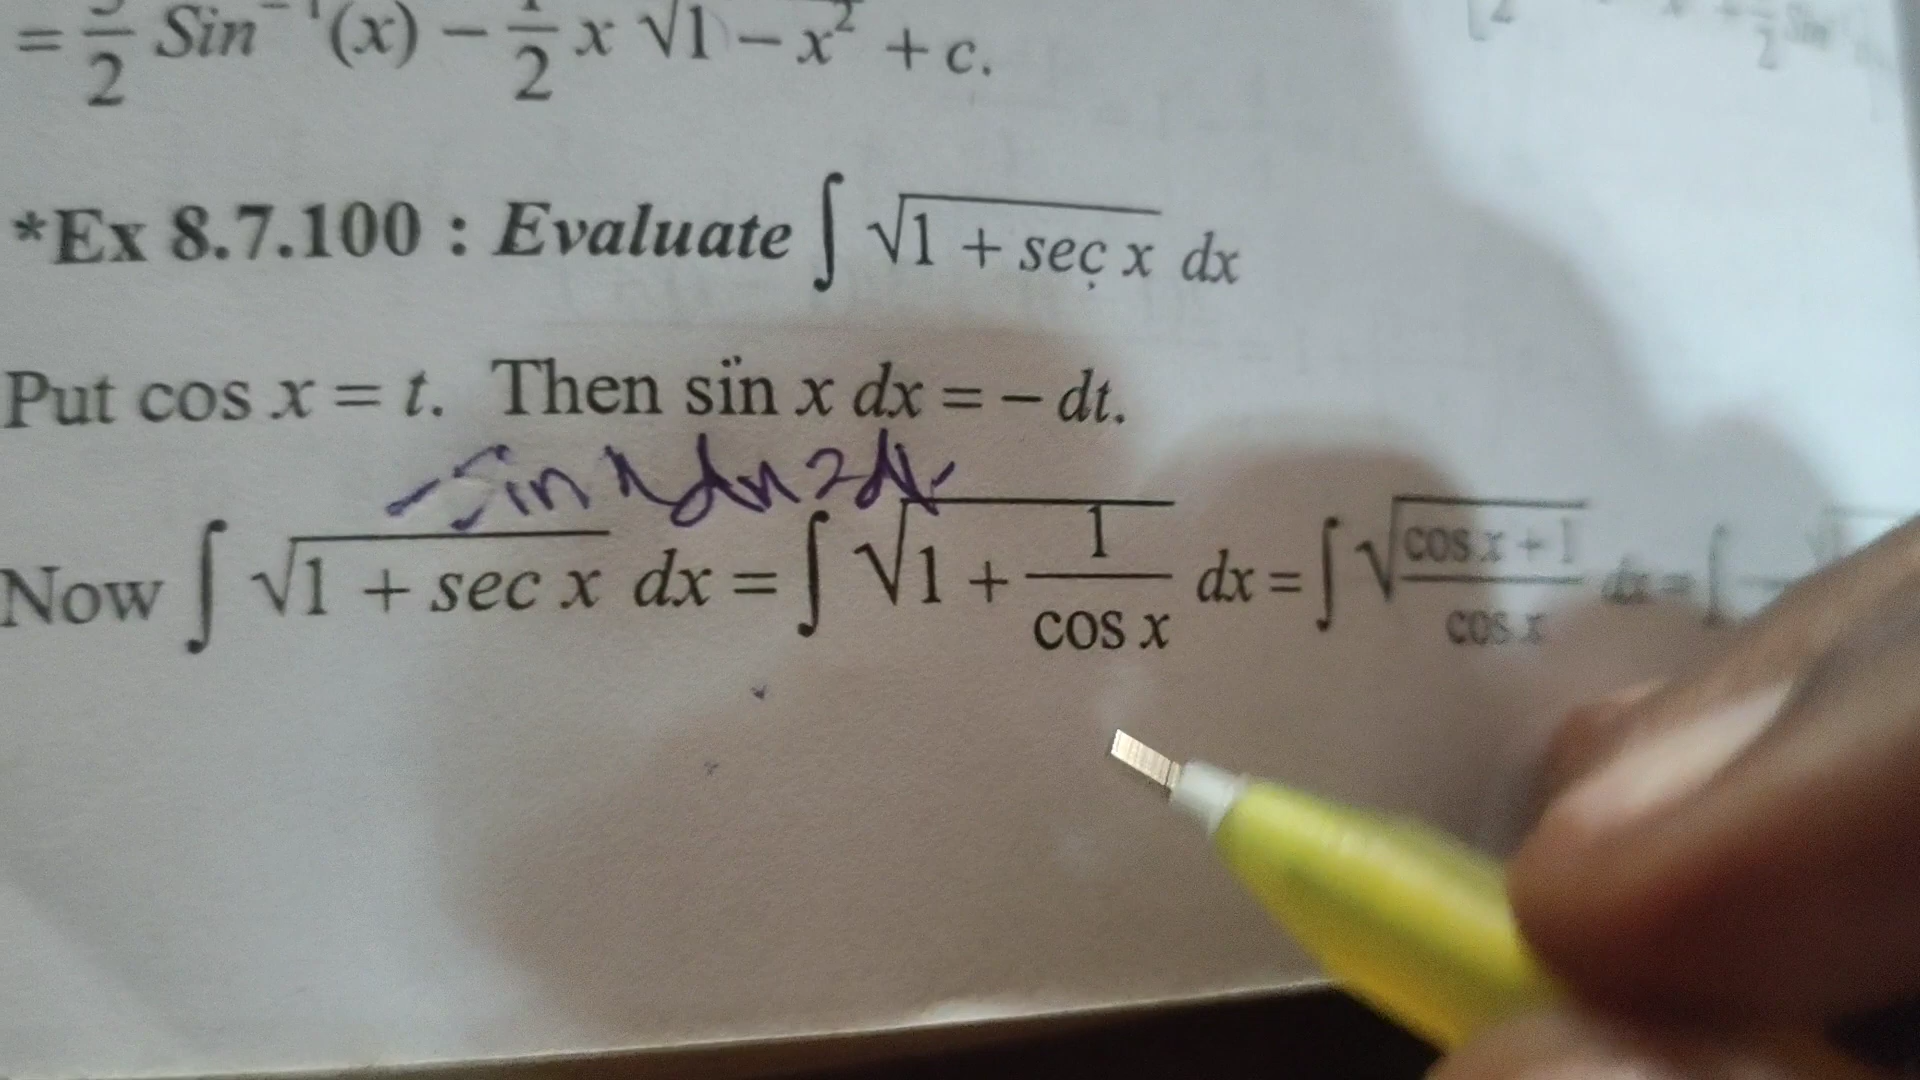 = 3/2 Sin⁻¹(x) − 1/2 x √1 − x² + c.
*Ex 8.7.100 : Evaluate ∫ √1 + sec x dx
Put cos x = t. Then sin x dx = − dt.
− sin x dx = dt
Now ∫ √1 + sec x dx = ∫ √1 + 1/cos x dx = ∫ √cos x + 1/cos x dx = ∫